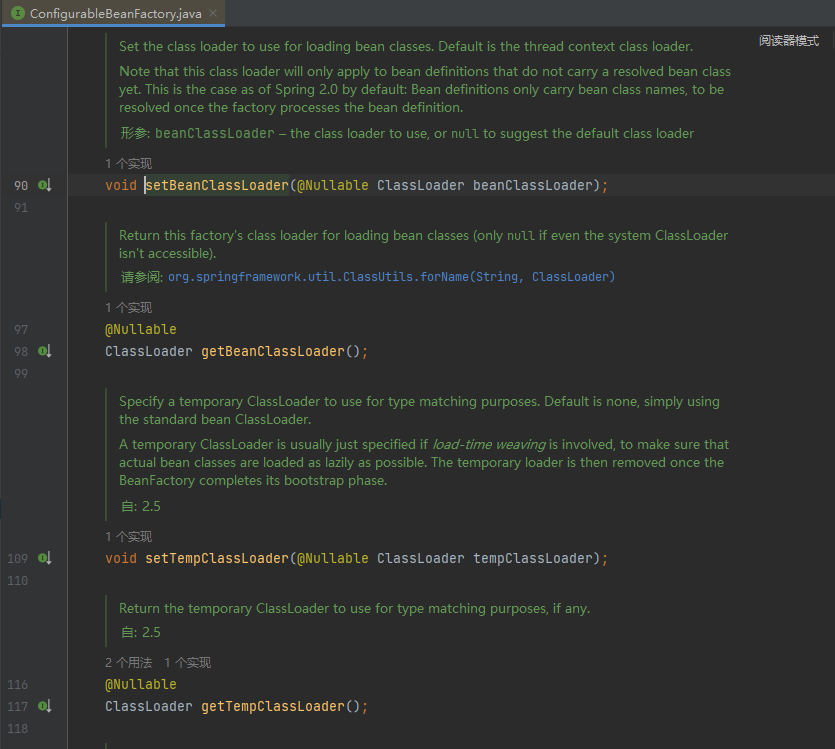 ConfigurableBeanFactory.java
阅读器模式
Set the class loader to use for loading bean classes. Default is the thread context class loader.
Note that this class loader will only apply to bean definitions that do not carry a resolved bean class
yet. This is the case as of Spring 2.0 by default: Bean definitions only carry bean class names, to be
resolved once the factory processes the bean definition.
形参: beanClassLoader – the class loader to use, or null to suggest the default class loader
1 个实现
90 void setBeanClassLoader(@Nullable ClassLoader beanClassLoader);
91
Return this factory's class loader for loading bean classes (only null if even the system ClassLoader
isn't accessible).
请参阅: org.springframework.util.ClassUtils.forName(String, ClassLoader)
1 个实现
97 @Nullable
98 ClassLoader getBeanClassLoader();
99
Specify a temporary ClassLoader to use for type matching purposes. Default is none, simply using
the standard bean ClassLoader.
A temporary ClassLoader is usually just specified if load-time weaving is involved, to make sure that
actual bean classes are loaded as lazily as possible. The temporary loader is then removed once the
BeanFactory completes its bootstrap phase.
自: 2.5
1 个实现
109 void setTempClassLoader(@Nullable ClassLoader tempClassLoader);
110
Return the temporary ClassLoader to use for type matching purposes, if any.
自: 2.5
2 个用法 1 个实现
116 @Nullable
117 ClassLoader getTempClassLoader();
118